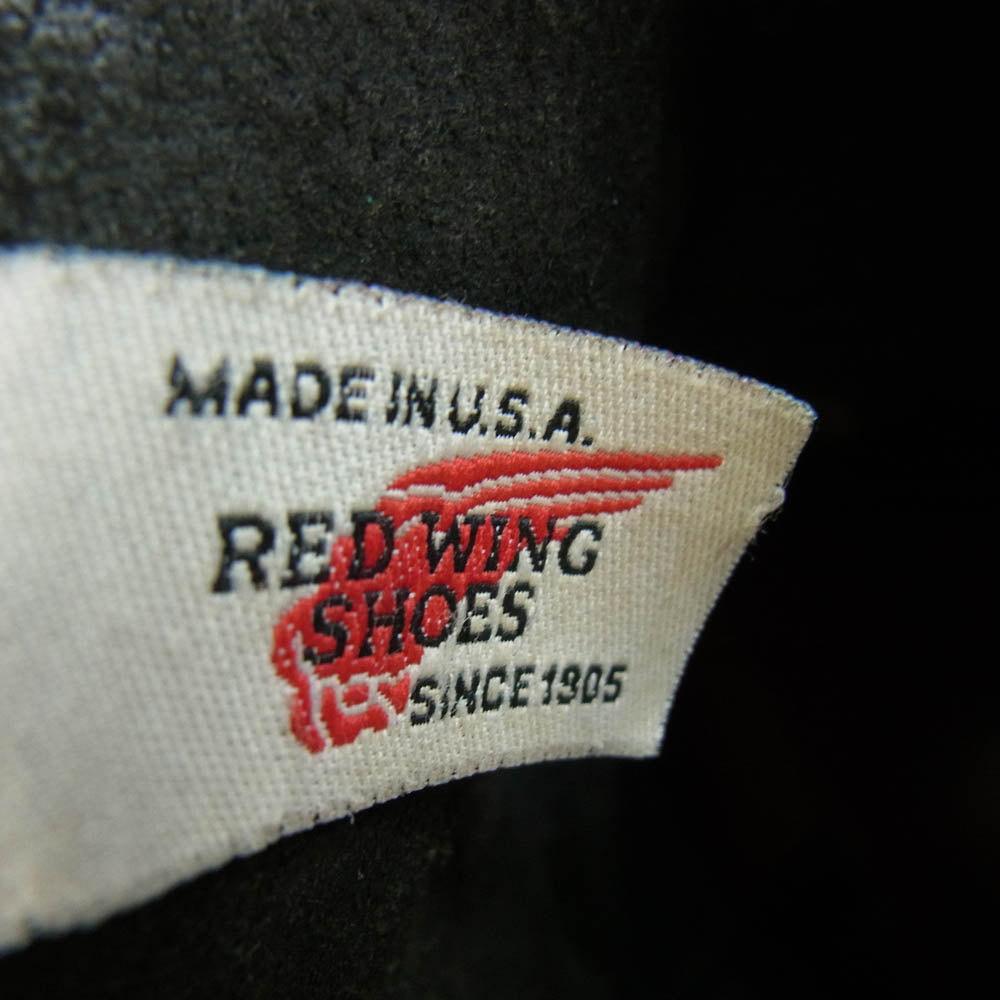 MADE IN U.S.A.
RED WING
SHOES
SINCE 1905